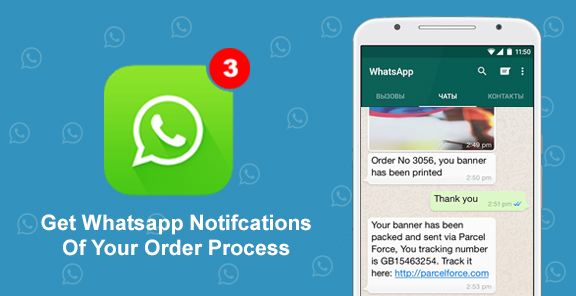 3
Get Whatsapp Notifcations
Of Your Order Process
11:50
WhatsApp
ВЫЗОВЫ
ЧАТЫ
КОНТАКТЫ
2:49 pm
Order No 3056, you banner
has been printed
2:50 pm
Thank you
2:51 pm
Your banner has been
packed and sent via Parcel
Force, You tracking number
is GB15463254. Track it
here: http://parcelforce.com
2:53 pm